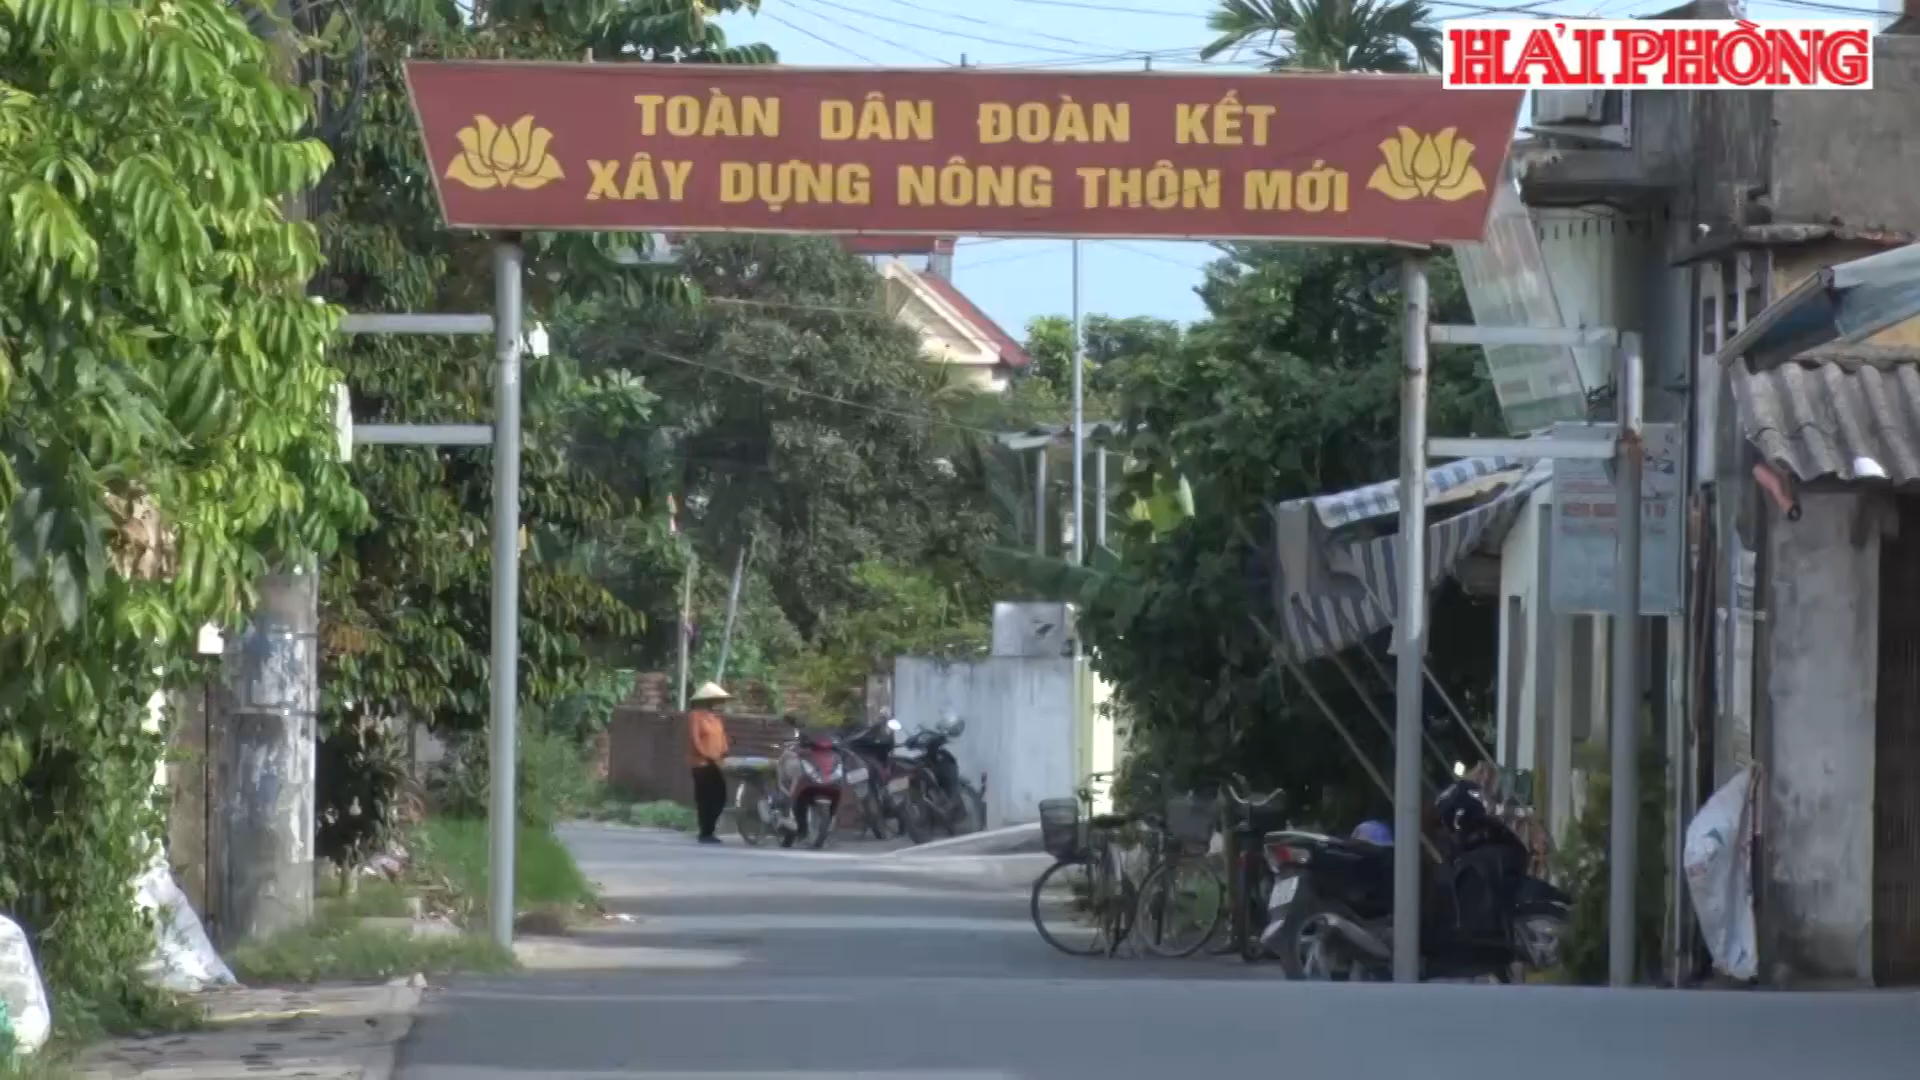 HẢI PHÒNG
TOÀN DÂN ĐOÀN KẾT
XÂY DỰNG NÔNG THÔN MỚI